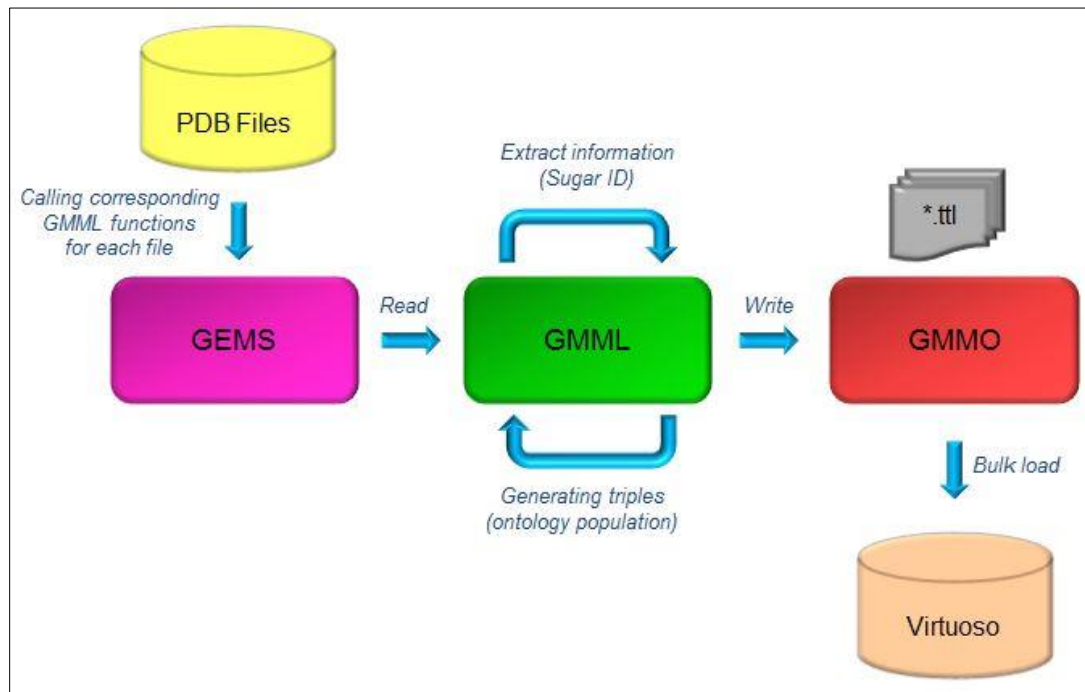 PDB Files
Calling corresponding
GMML functions
for each file
Extract information
(Sugar ID)
*.ttl
GEMS
Read
GMML
Write
GMMO
Generating triples
(ontology population)
Bulk load
Virtuoso